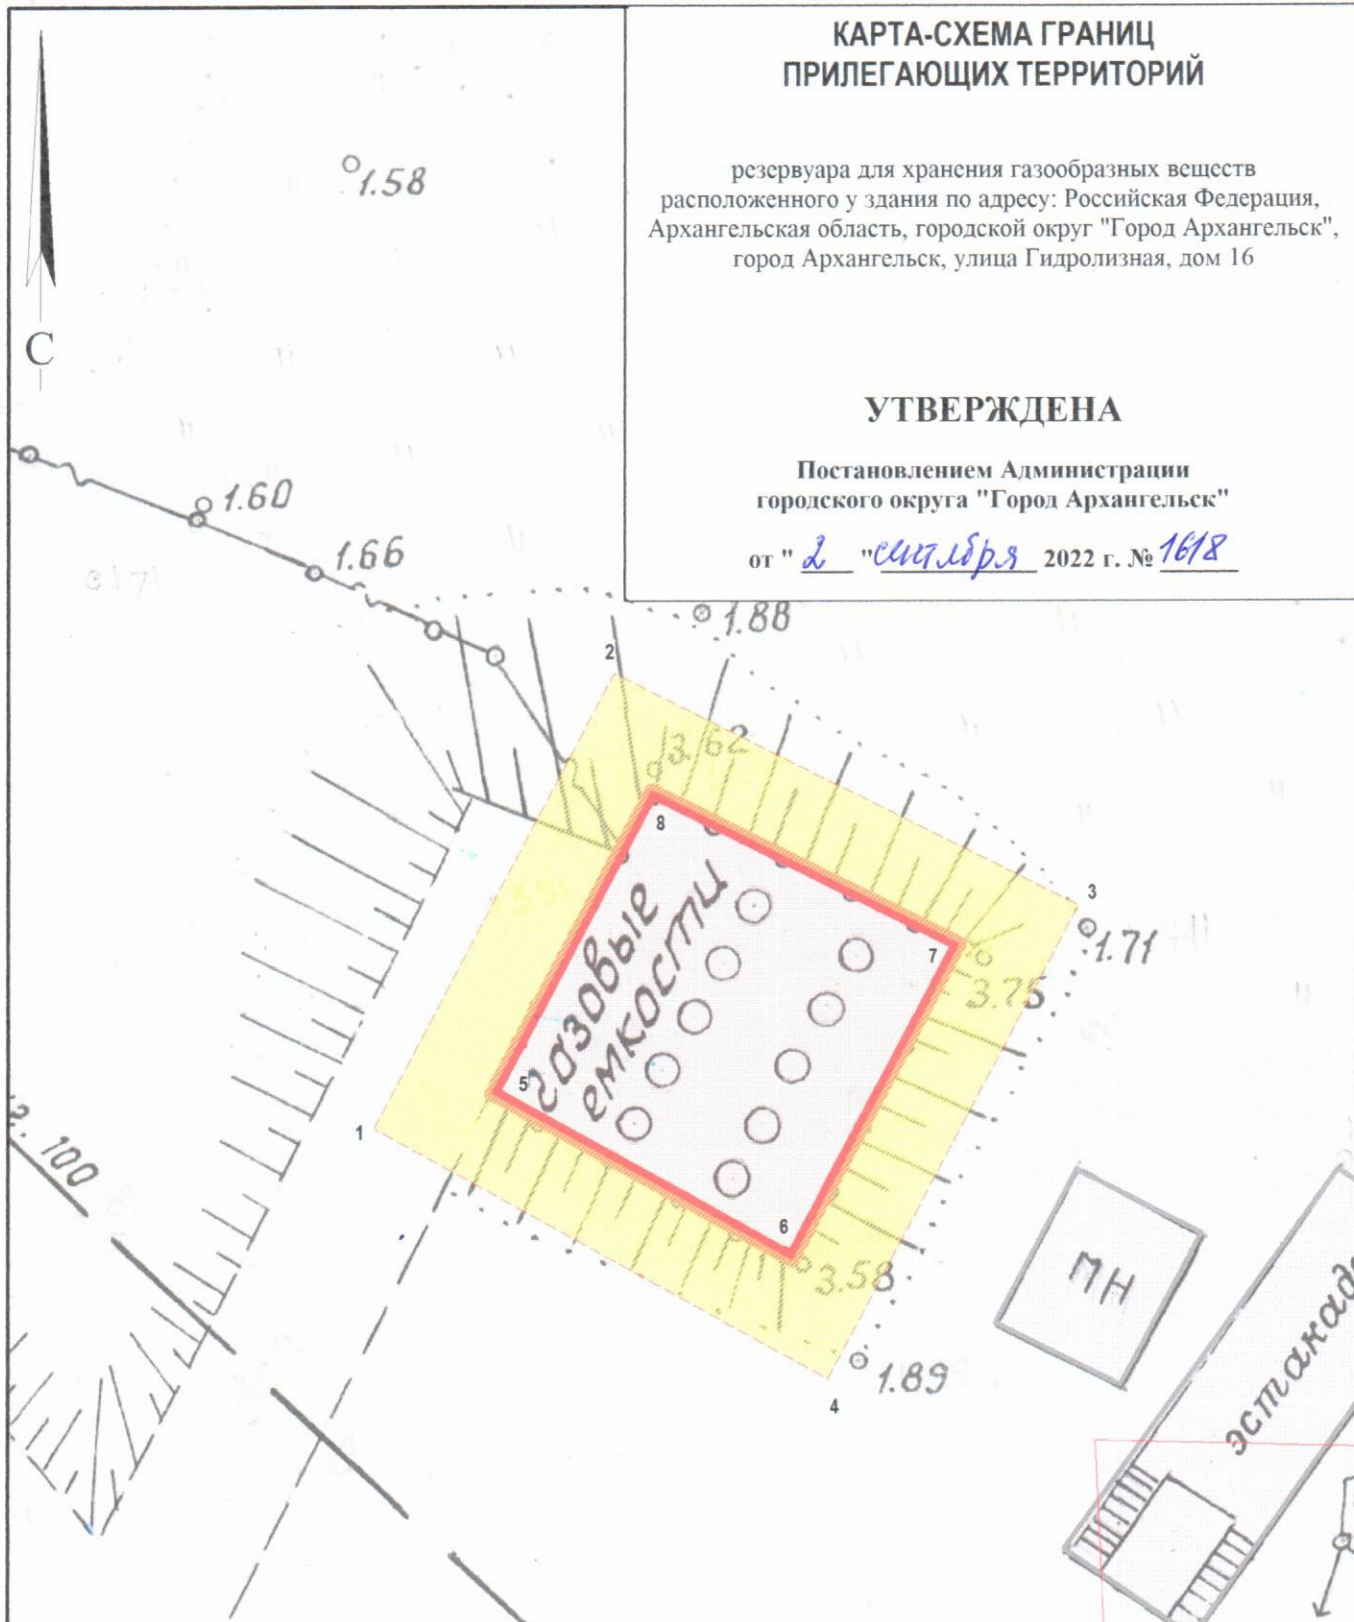 КАРТА-СХЕМА ГРАНИЦ
ПРИЛЕГАЮЩИХ ТЕРРИТОРИЙ
резервуара для хранения газообразных веществ
расположенного у здания по адресу: Российская Федерация,
Архангельская область, городской округ "Город Архангельск",
город Архангельск, улица Гидролизная, дом 16
УТВЕРЖДЕНА
Постановлением Администрации
городского округа "Город Архангельск"
от " 2 " сентября 2022 г. № 1618
С
1.58
1.60
1.66
1.88
2
3.62
8
3
1.71
7
3.75
газовые
емкости
5
1
2. 100
6
3.58
ПН
1.89
4
эстакада